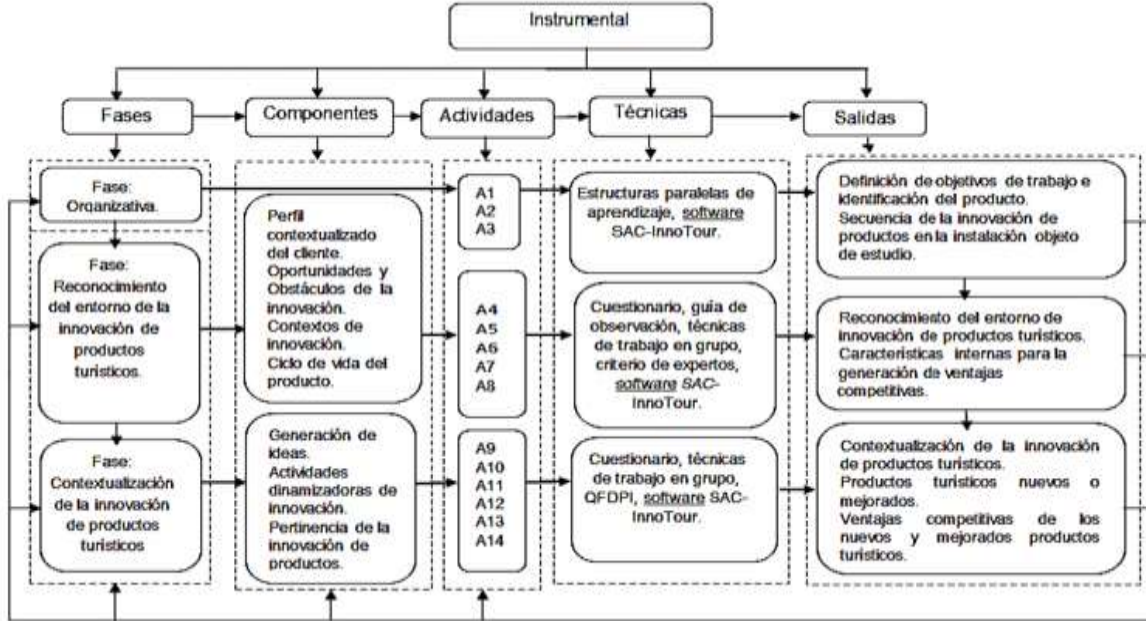 Instrumental
Fases
Componentes
Actividades
Técnicas
Salidas
Fase:
Organizativa.
A1
A2
A3
Estructuras paralelas de
aprendizaje, software
SAC-InnoTour.
Definición de objetivos de trabajo e
identificación del producto.
Secuencia de la innovación de
productos en la instalación objeto
de estudio.
Fase:
Reconocimiento
del entorno de la
innovación de
productos
turísticos.
Perfil
contextualizado
del cliente.
Oportunidades y
Obstáculos de la
innovación.
Contextos de
innovación.
Ciclo de vida del
producto.
A4
A5
A6
A7
A8
Cuestionario, guía de
observación, técnicas
de trabajo en grupo,
criterio de expertos,
software SAC-
InnoTour.
Reconocimiento del entorno de
innovación de productos turísticos.
Características internas para la
generación de ventajas
competitivas.
Fase:
Contextualización
de la innovación
de productos
turísticos
Generación de
ideas.
Actividades
dinamizadoras de
innovación.
Pertinencia de la
innovación de
productos.
A9
A10
A11
A12
A13
A14
Cuestionario, técnicas
de trabajo en grupo,
QFDPI, software SAC-
InnoTour.
Contextualización de la innovación
de productos turísticos.
Productos turísticos nuevos o
mejorados.
Ventajas competitivas de los
nuevos y mejorados productos
turísticos.